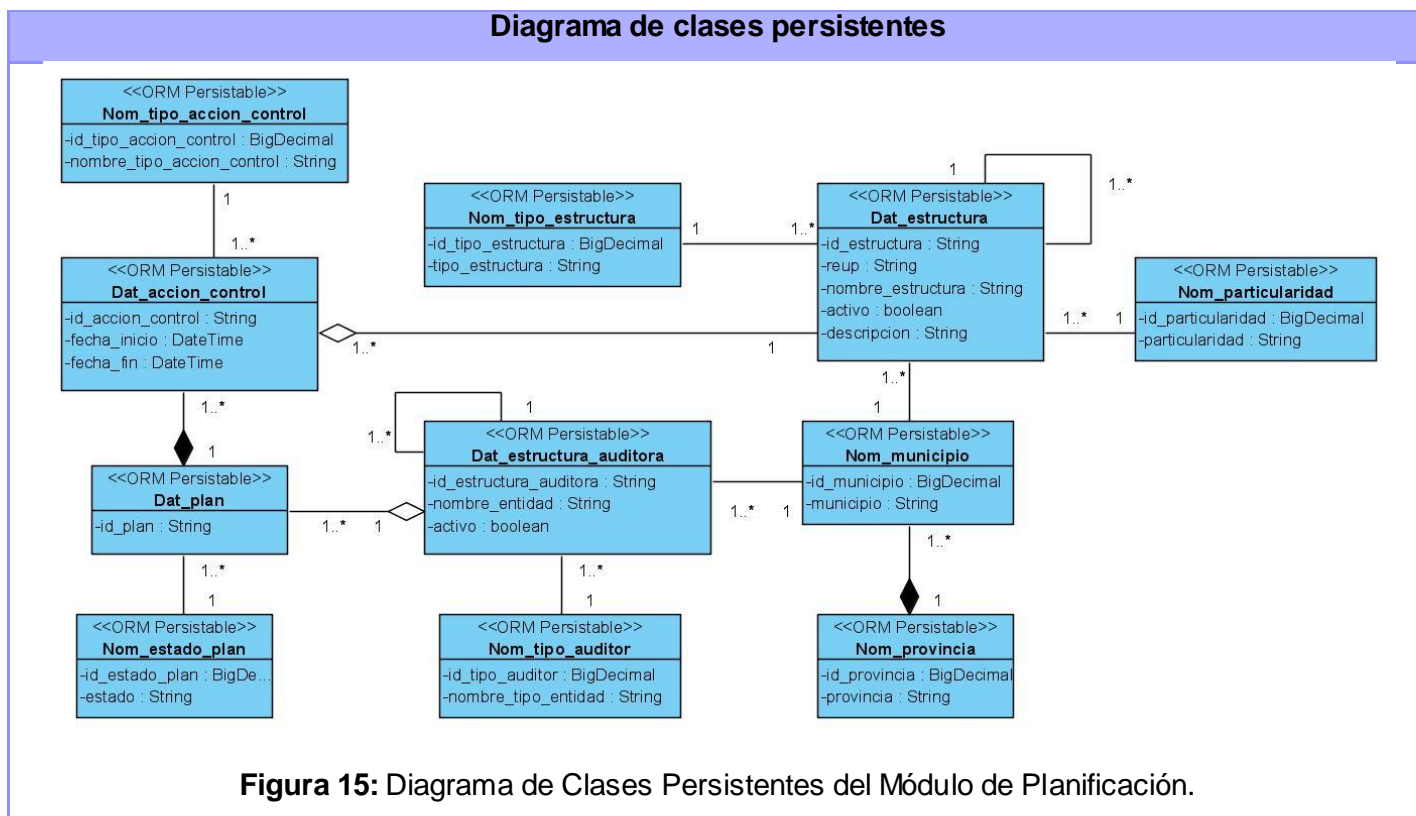 Diagrama de clases persistentes
<<ORM Persistable>>
Nom_tipo_accion_control
-id_tipo_accion_control : BigDecimal
-nombre_tipo_accion_control : String
1
1..*
<<ORM Persistable>>
Nom_tipo_estructura
-id_tipo_estructura : BigDecimal
-tipo_estructura : String
1
1..*
<<ORM Persistable>>
Dat_estructura
-id_estructura : String
-reup : String
-nombre_estructura : String
-activo : boolean
-descripcion : String
1
1..*
<<ORM Persistable>>
Nom_particularidad
-id_particularidad : BigDecimal
-particularidad : String
1..*
1
<<ORM Persistable>>
Dat_accion_control
-id_accion_control : String
-fecha_inicio : DateTime
-fecha_fin : DateTime
1..*
1
1..*
1
<<ORM Persistable>>
Dat_estructura_auditora
-id_estructura_auditora : String
-nombre_entidad : String
-activo : boolean
1
1..*
1..*
1
<<ORM Persistable>>
Nom_municipio
-id_municipio : BigDecimal
-municipio : String
1..*
1
<<ORM Persistable>>
Dat_plan
-id_plan : String
1..*
1
1..*
1
<<ORM Persistable>>
Nom_estado_plan
-id_estado_plan : BigDe...
-estado : String
1..*
1
<<ORM Persistable>>
Nom_tipo_auditor
-id_tipo_auditor : BigDecimal
-nombre_tipo_entidad : String
1..*
1
<<ORM Persistable>>
Nom_provincia
-id_provincia : BigDecimal
-provincia : String
Figura 15: Diagrama de Clases Persistentes del Módulo de Planificación.